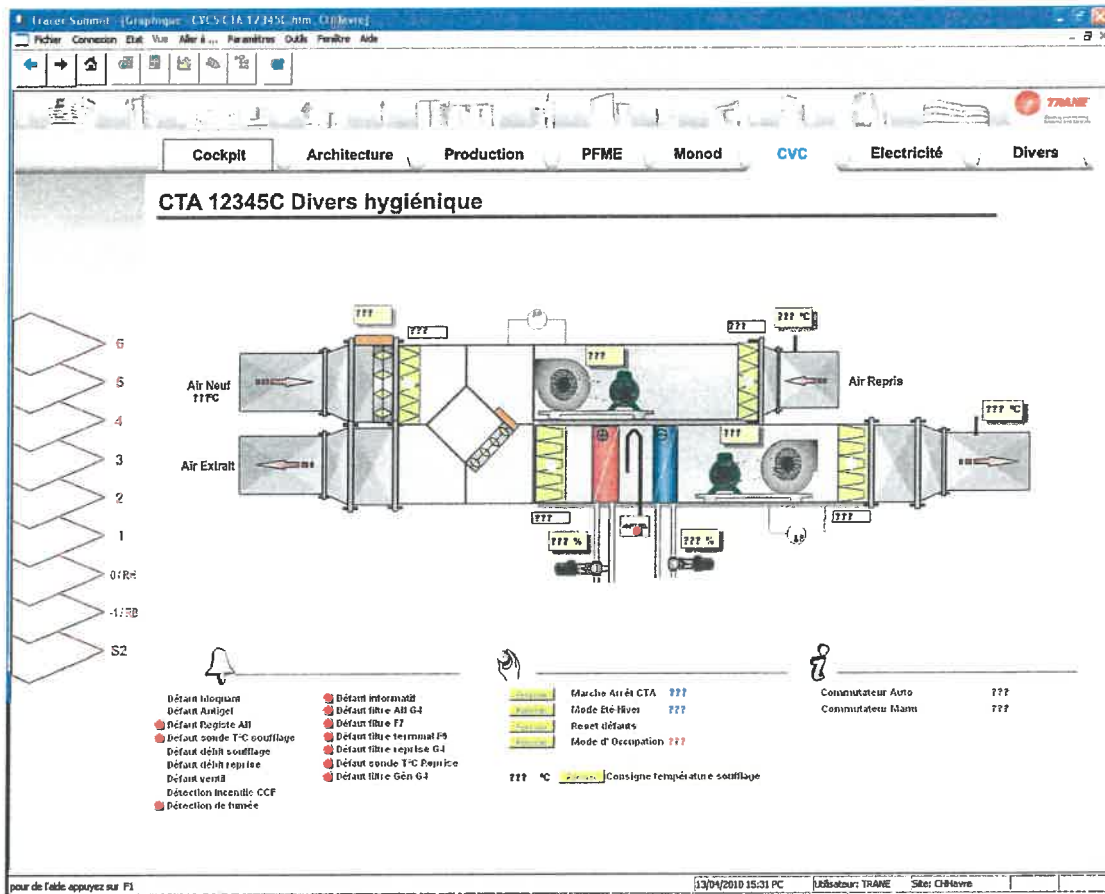 Tracer Summit - [Graphique - CVC5 CTA 12345C.htm, CHHavre]
Fichier Connexion Etat Vue Aller à ... Paramètres Outils Fenêtre Aide
TRANE
Cockpit Architecture Production PFME Monod CVC Electricité Divers
CTA 12345C Divers hygiénique
???
??? ??? ??? °C
6
???
5 Air Neuf Air Repris
???°C
4 ??? ??? °C
3 Air Extrait
2
??? ???
1 ??? % ??? %
0/RH
-1/RB
S2
Défaut bloquant Défaut informatif Marche Arrêt CTA ??? Commutateur Auto ???
Défaut Antigel Défaut filtre AN G4 Mode Eté Hiver ??? Commutateur Manu ???
Défaut Registe AN Défaut filtre F7 Reset défauts
Défaut sonde T°C soufflage Défaut filtre terminal F9 Mode d' Occupation ???
Défaut débit soufflage Défaut filtre reprise G4
Défaut débit reprise Défaut sonde T°C Reprise
Défaut ventil Défaut filtre Gén G4 ??? °C Consigne température soufflage
Détection incendie CCF
Détection de fumée
pour de l'aide appuyez sur F1 13/04/2010 15:31 PC Utilisateur: TRANE Site: CHHavre